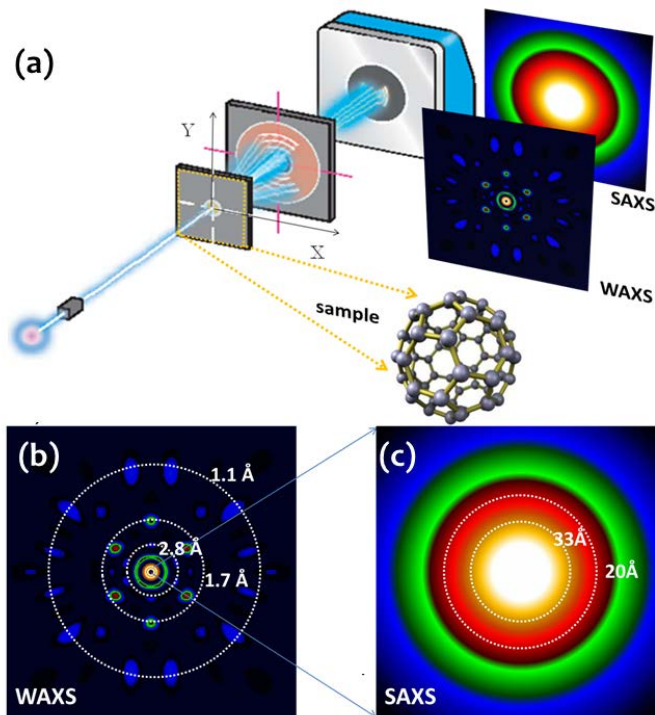 (a)
Y
X
SAXS
WAXS
sample
(b)
1.1 Å
2.8 Å
1.7 Å
WAXS
(c)
33Å
20Å
SAXS